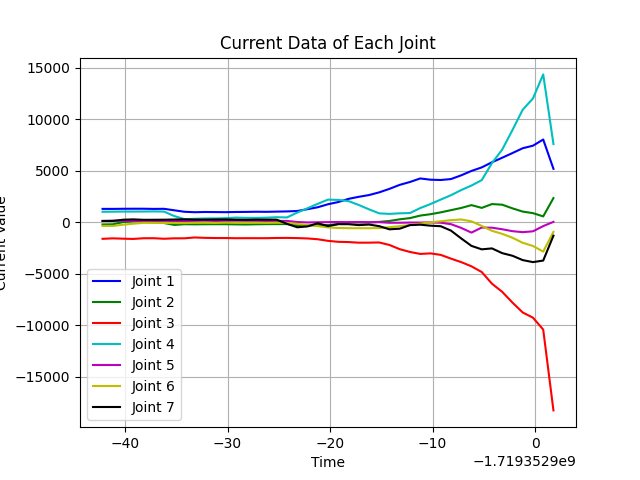 Current Data of Each Joint
15000
10000
5000
0
−5000
−10000
−15000
Current Value
Joint 1
Joint 2
Joint 3
Joint 4
Joint 5
Joint 6
Joint 7
−40
−30
−20
−10
0
Time
−1.7193529e9